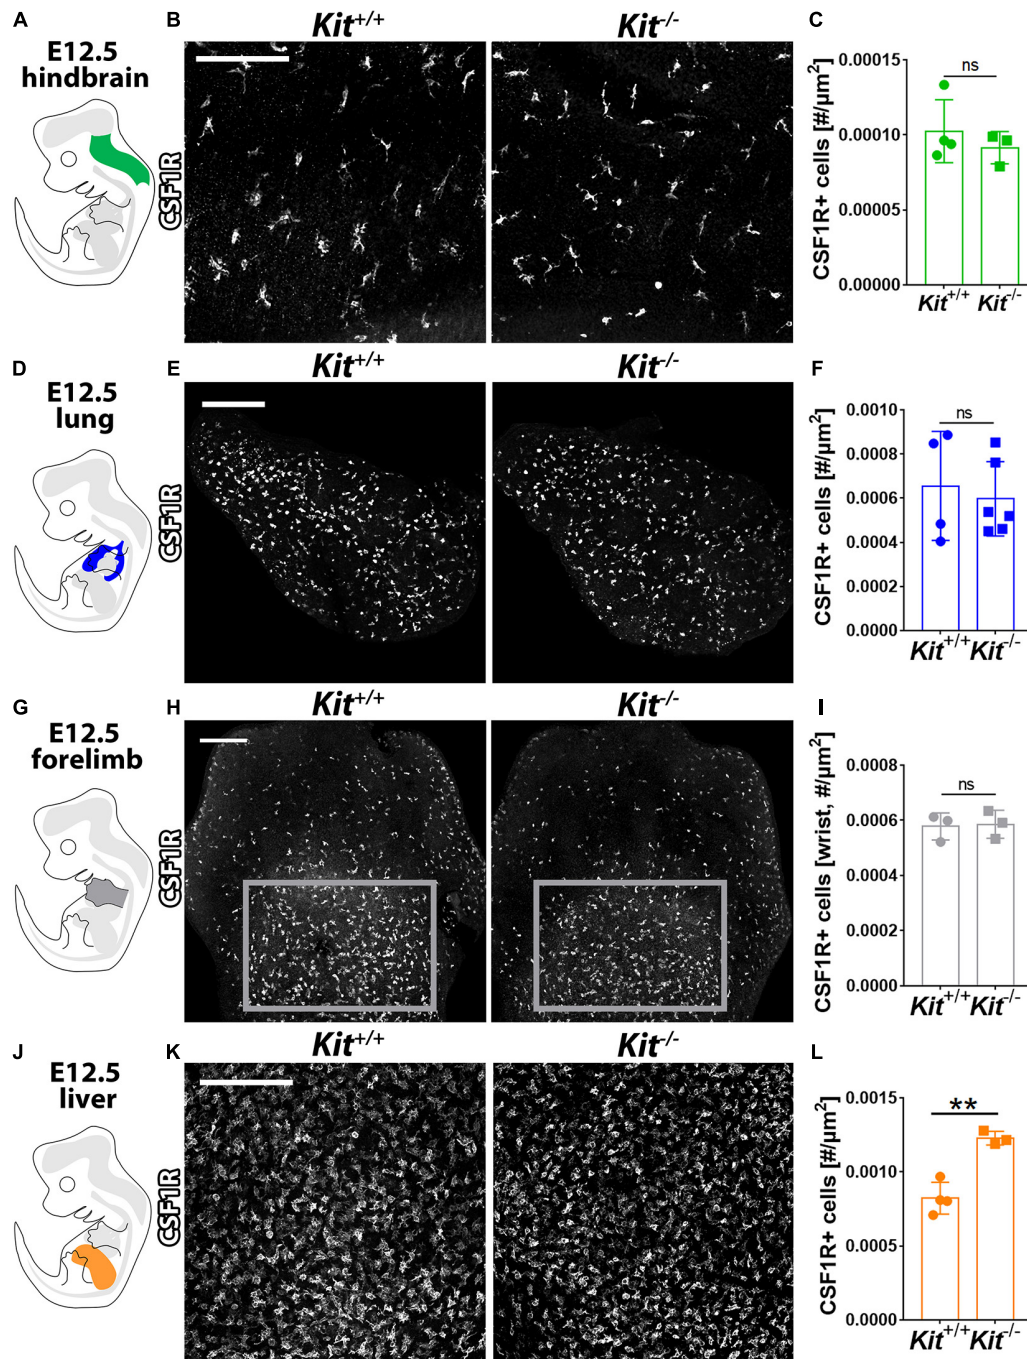 A
E12.5
hindbrain
B
Kit+/+
Kit-/-
CSF1R
C
CSF1R+ cells [#/µm²]
0.00015
0.00010
0.00005
0.00000
ns
Kit+/+ Kit-/-
D
E12.5
lung
E
Kit+/+
Kit-/-
CSF1R
F
CSF1R+ cells [#/µm²]
0.0010
0.0008
0.0006
0.0004
0.0002
0.0000
ns
Kit+/+ Kit-/-
G
E12.5
forelimb
H
Kit+/+
Kit-/-
CSF1R
I
CSF1R+ cells [wrist, #/µm²]
0.0008
0.0006
0.0004
0.0002
0.0000
ns
Kit+/+ Kit-/-
J
E12.5
liver
K
Kit+/+
Kit-/-
CSF1R
L
CSF1R+ cells [#/µm²]
0.0015
0.0010
0.0005
0.0000
**
Kit+/+ Kit-/-